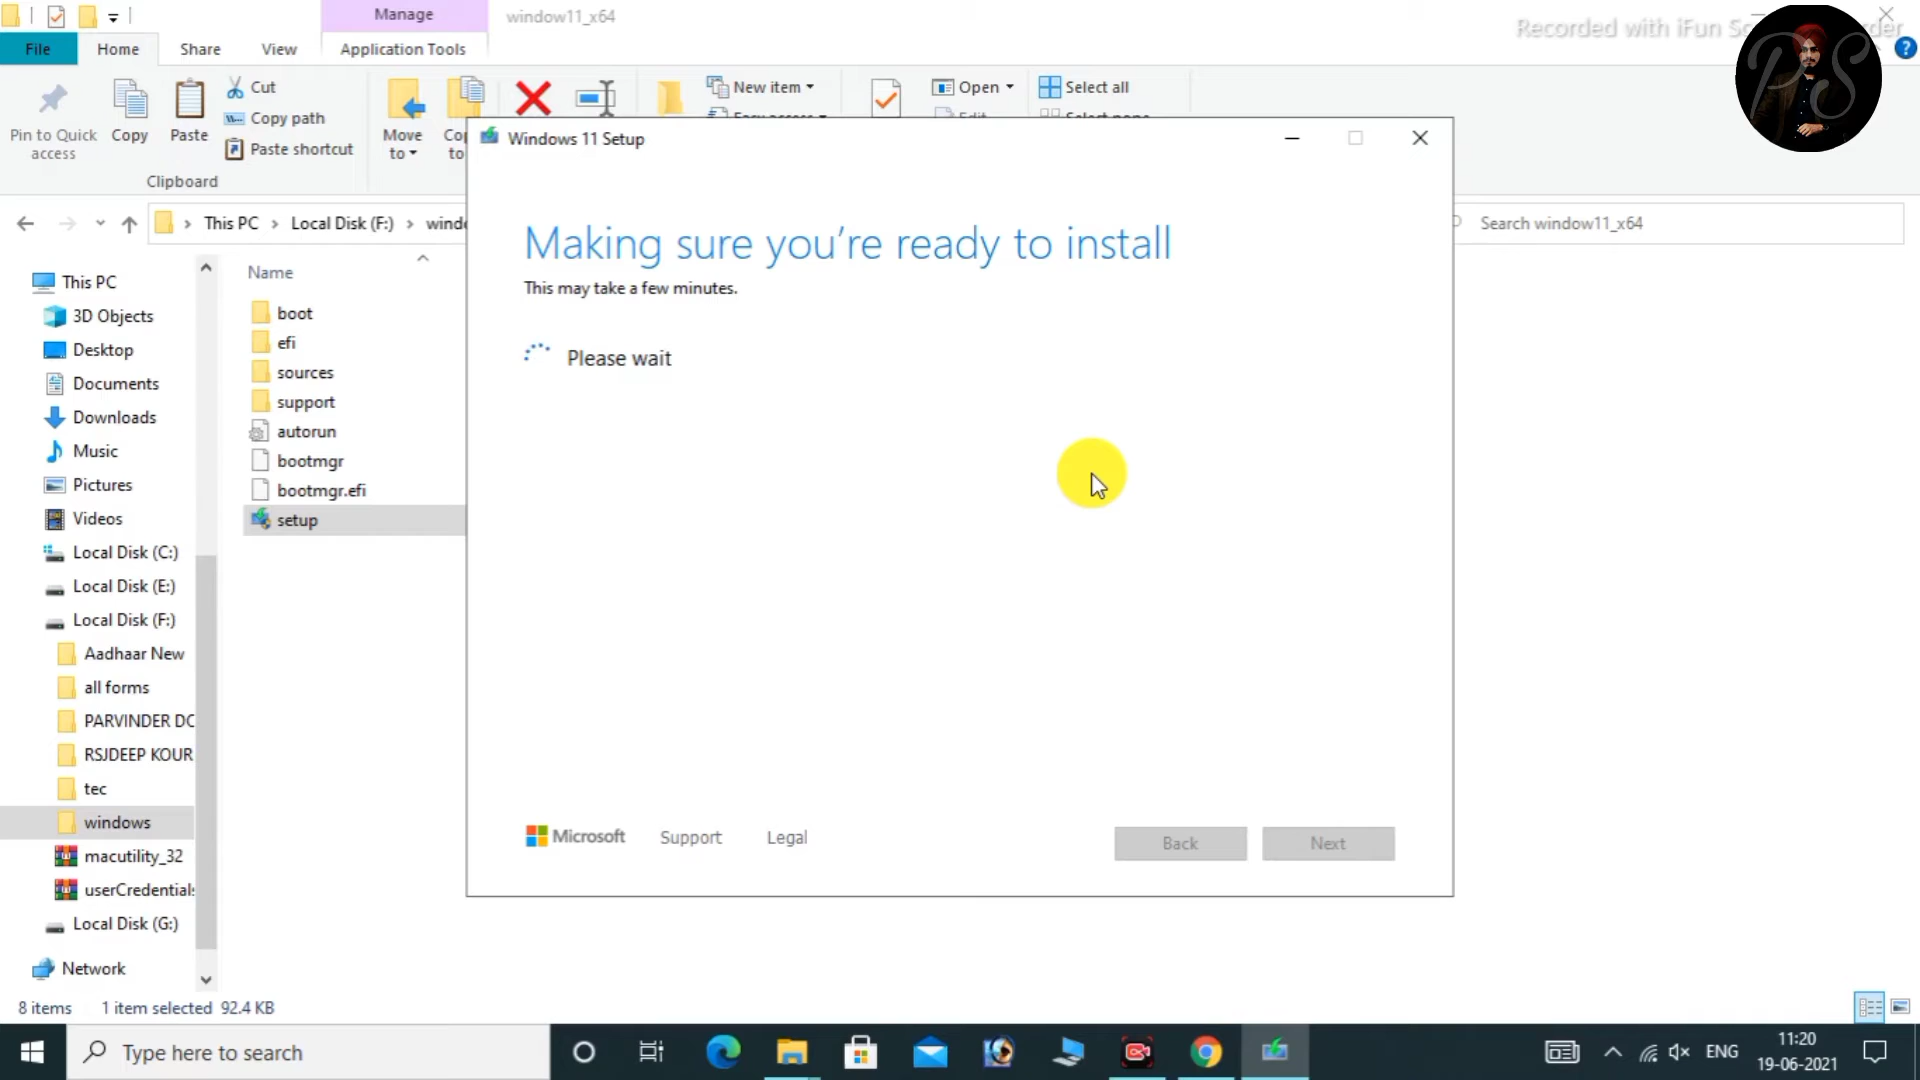 Manage
window11_x64
Recorded with iFun
PS
File
Home
Share
View
Application Tools
Pin to Quick access
Copy
Paste
Cut
Copy path
Paste shortcut
Move to
New item
Open
Select all
Clipboard
Windows 11 Setup
This PC > Local Disk (F:) >
Search window11_x64
Making sure you're ready to install
This may take a few minutes.
Please wait
Name
boot
efi
sources
support
autorun
bootmgr
bootmgr.efi
setup
This PC
3D Objects
Desktop
Documents
Downloads
Music
Pictures
Videos
Local Disk (C:)
Local Disk (E:)
Local Disk (F:)
Aadhaar New
all forms
PARVINDER DC
RSJDEEP KOUR
tec
windows
macutility_32
userCredential
Local Disk (G:)
Network
Microsoft
Support
Legal
Back
Next
8 items
1 item selected 92.4 KB
Type here to search
ENG
11:20
19-06-2021